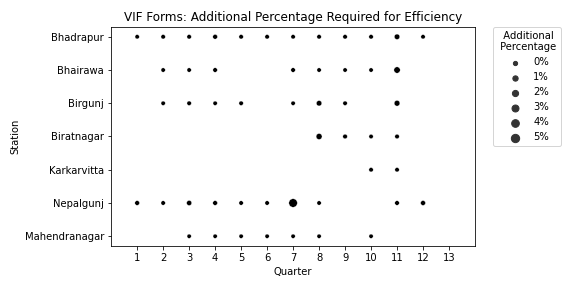 VIF Forms: Additional Percentage Required for Efficiency
Station
Bhadrapur
Bhairawa
Birgunj
Biratnagar
Karkarvitta
Nepalgunj
Mahendranagar
1 2 3 4 5 6 7 8 9 10 11 12 13
Quarter
Additional
Percentage
0%
1%
2%
3%
4%
5%